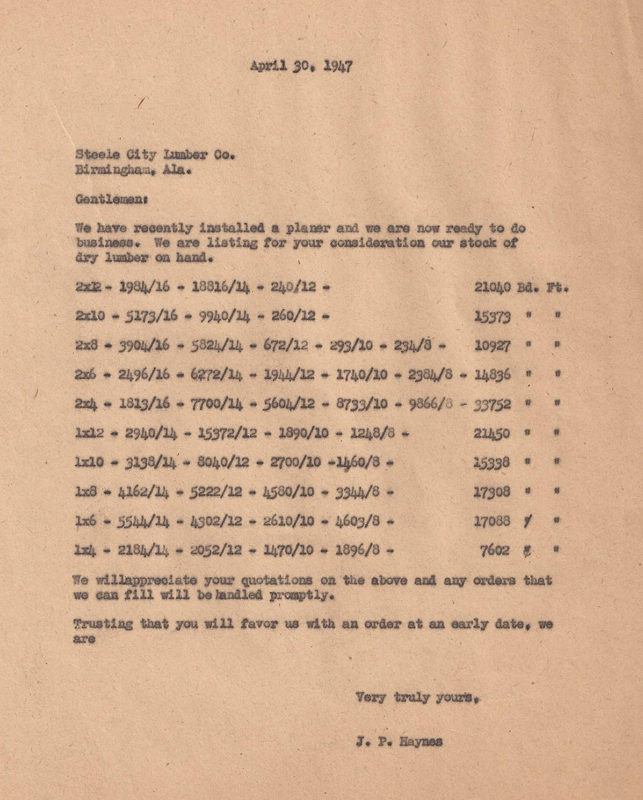 April 30, 1947
Steele City Lumber Co.
Birmingham, Ala.
Gentlemen:
We have recently installed a planer and we are now ready to do
business. We are listing for your consideration our stock of
dry lumber on hand.
2x12 - 1984/16 - 18816/14 - 240/12 - 21040 Bd. Ft.
2x10 - 5173/16 - 9940/14 - 260/12 - 15373 " "
2x8 - 3904/16 - 5824/14 - 672/12 - 293/10 - 234/8 - 10927 " "
2x6 - 2496/16 - 6272/14 - 1944/12 - 1740/10 - 2384/8 - 14836 " "
2x4 - 1813/16 - 7700/14 - 5604/12 - 8733/10 - 9866/8 - 33752 " "
1x12 - 2940/14 - 15372/12 - 1890/10 - 1248/8 - 21450 " "
1x10 - 3138/14 - 8040/12 - 2700/10 -1460/8 - 15338 " "
1x8 - 4162/14 - 5222/12 - 4580/10 - 3344/8 - 17308 " "
1x6 - 5544/14 - 4302/12 - 2610/10 - 4603/8 - 17088 " "
1x4 - 2184/14 - 2052/12 - 1470/10 - 1896/8 - 7602 " "
We willappreciate your quotations on the above and any orders that
we can fill will be handled promptly.
Trusting that you will favor us with an order at an early date, we
are
Very truly yours,
J. P. Haynes